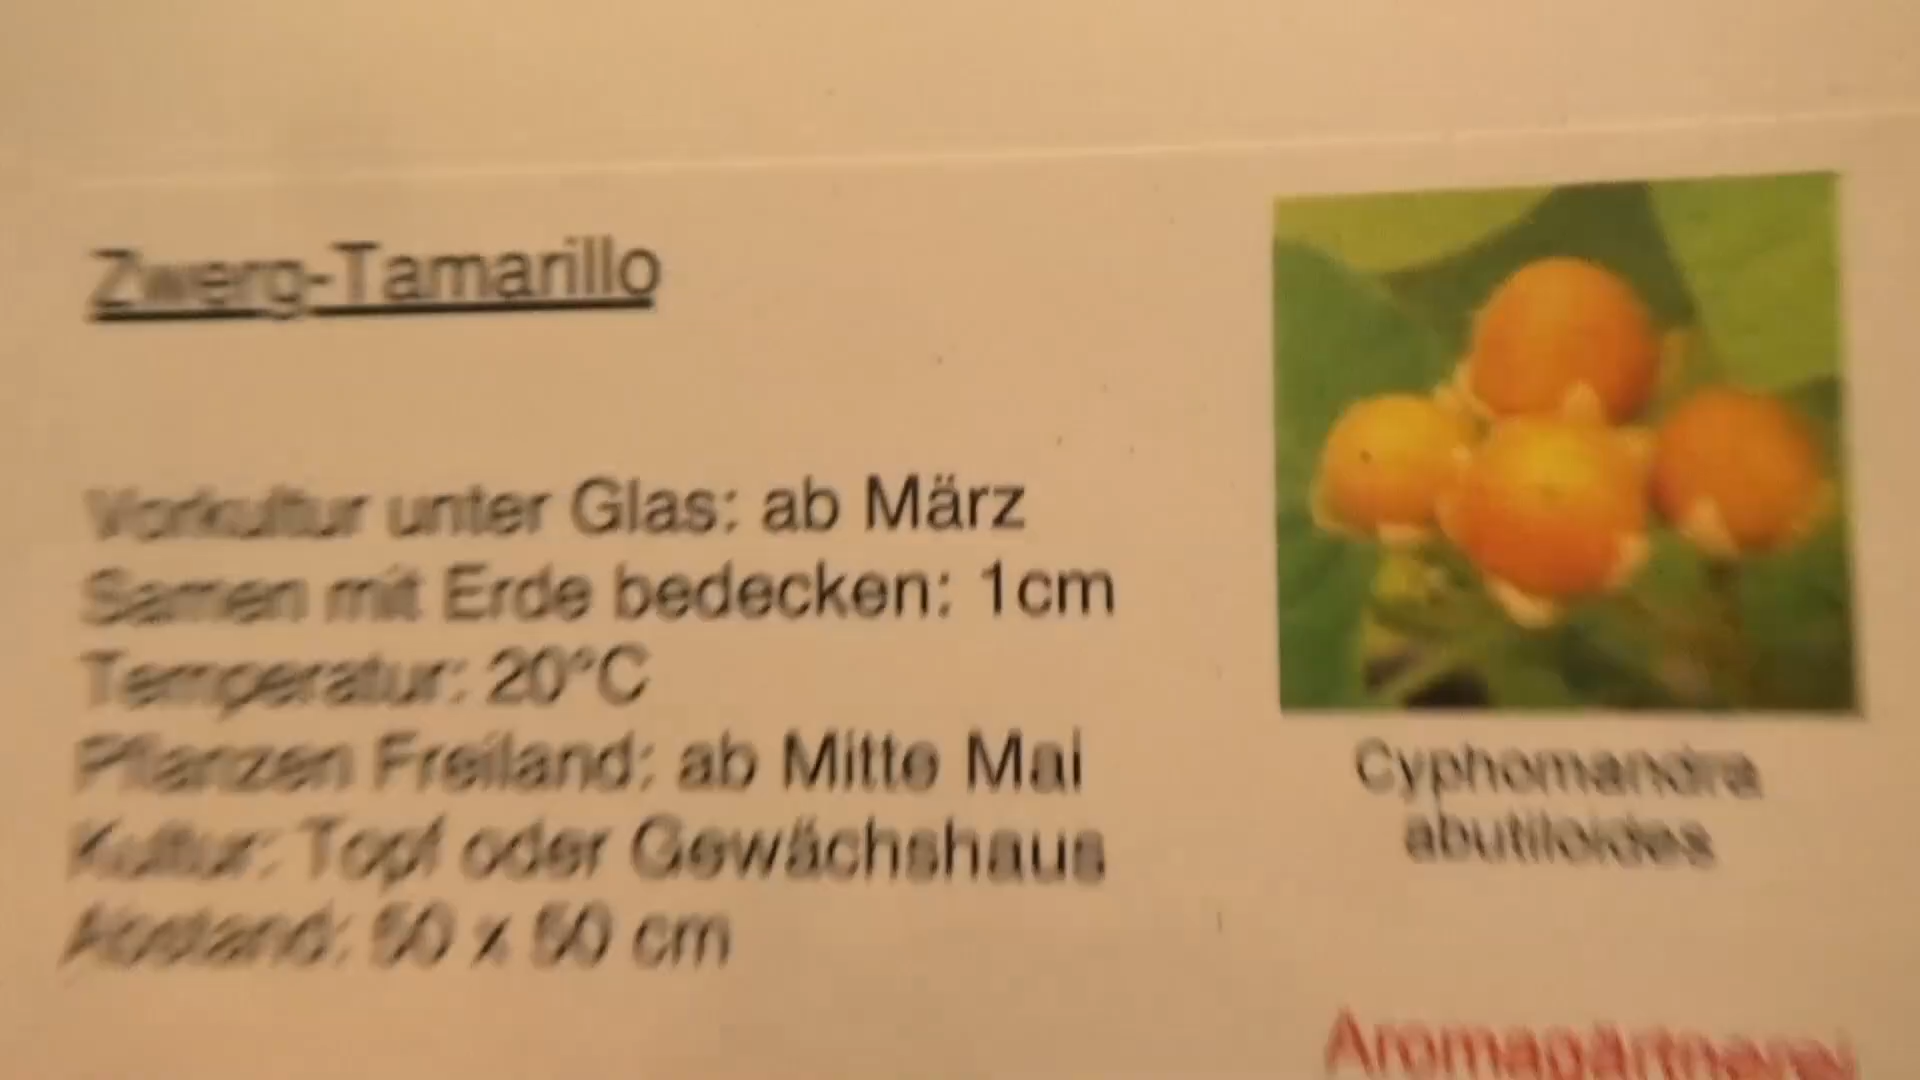 Zwerg-Tamarillo
Vorkultur unter Glas: ab März
Samen mit Erde bedecken: 1cm
Temperatur: 20°C
Pflanzen Freiland: ab Mitte Mai
Kultur: Topf oder Gewächshaus
Abstand: 50 x 50 cm
Cyphomandra
abutiloides
Aromagärtnerei